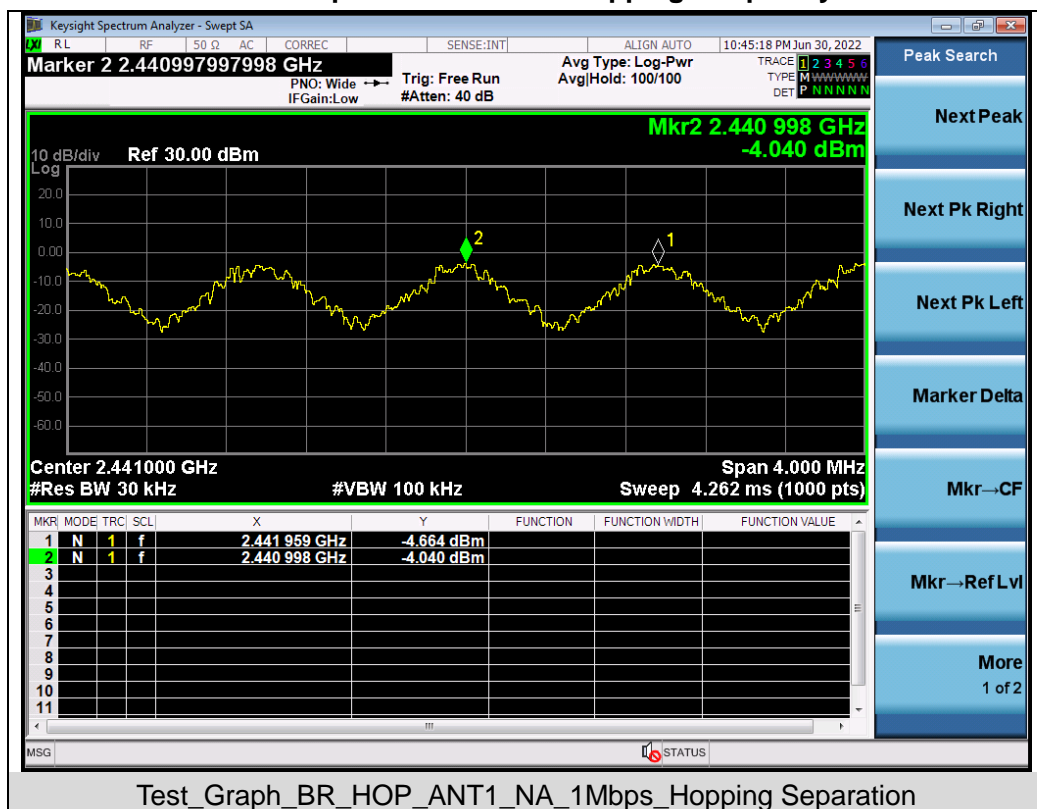 Keysight Spectrum Analyzer - Swept SA
LXI RL RF 50 Ω AC CORREC SENSE:INT ALIGN AUTO 10:45:18 PM Jun 30, 2022
Marker 2 2.440997997998 GHz
PNO: Wide
IFGain:Low
Trig: Free Run
#Atten: 40 dB
Avg Type: Log-Pwr
Avg|Hold: 100/100
TRACE 1 2 3 4 5 6
TYPE M WWWWW
DET P N N N N N
Mkr2 2.440 998 GHz
-4.040 dBm
10 dB/div Ref 30.00 dBm
Log
20.0
10.0
0.00
-10.0
-20.0
-30.0
-40.0
-50.0
-60.0
2
1
Center 2.441000 GHz Span 4.000 MHz
#Res BW 30 kHz #VBW 100 kHz Sweep 4.262 ms (1000 pts)
MKR MODE TRC SCL X Y FUNCTION FUNCTION WIDTH FUNCTION VALUE
1 N 1 f 2.441 959 GHz -4.664 dBm
2 N 1 f 2.440 998 GHz -4.040 dBm
3
4
5
6
7
8
9
10
11
MSG STATUS
Peak Search
Next Peak
Next Pk Right
Next Pk Left
Marker Delta
Mkr→CF
Mkr→Ref Lvl
More
1 of 2
Test_Graph_BR_HOP_ANT1_NA_1Mbps_Hopping Separation